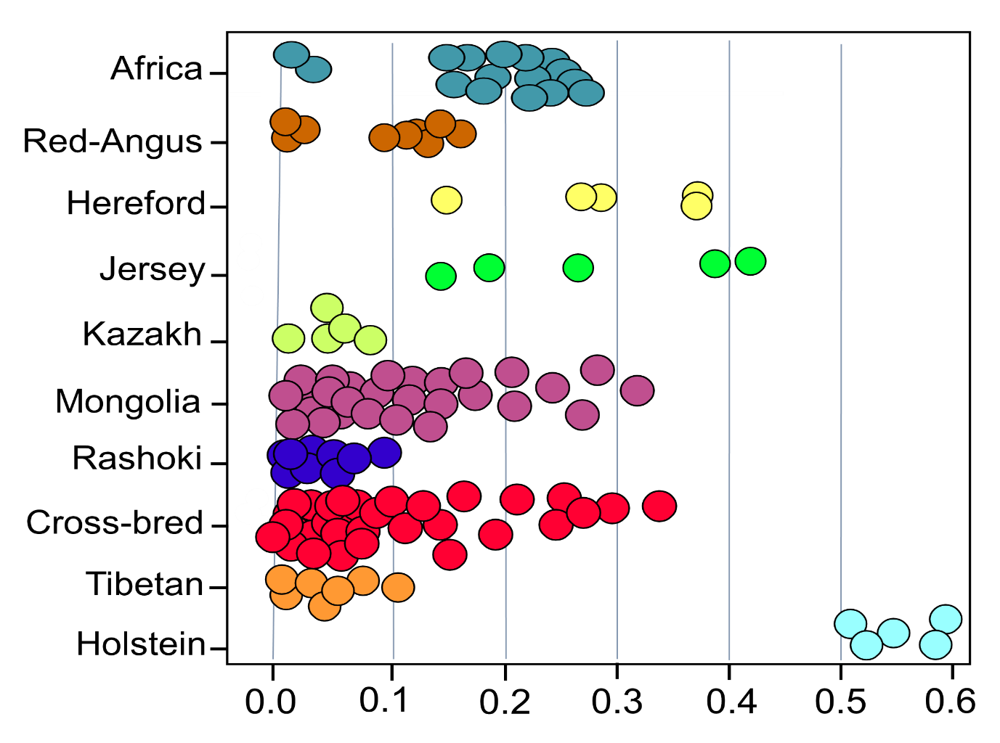 Africa
Red-Angus
Hereford
Jersey
Kazakh
Mongolia
Rashoki
Cross-bred
Tibetan
Holstein
0.0 0.1 0.2 0.3 0.4 0.5 0.6